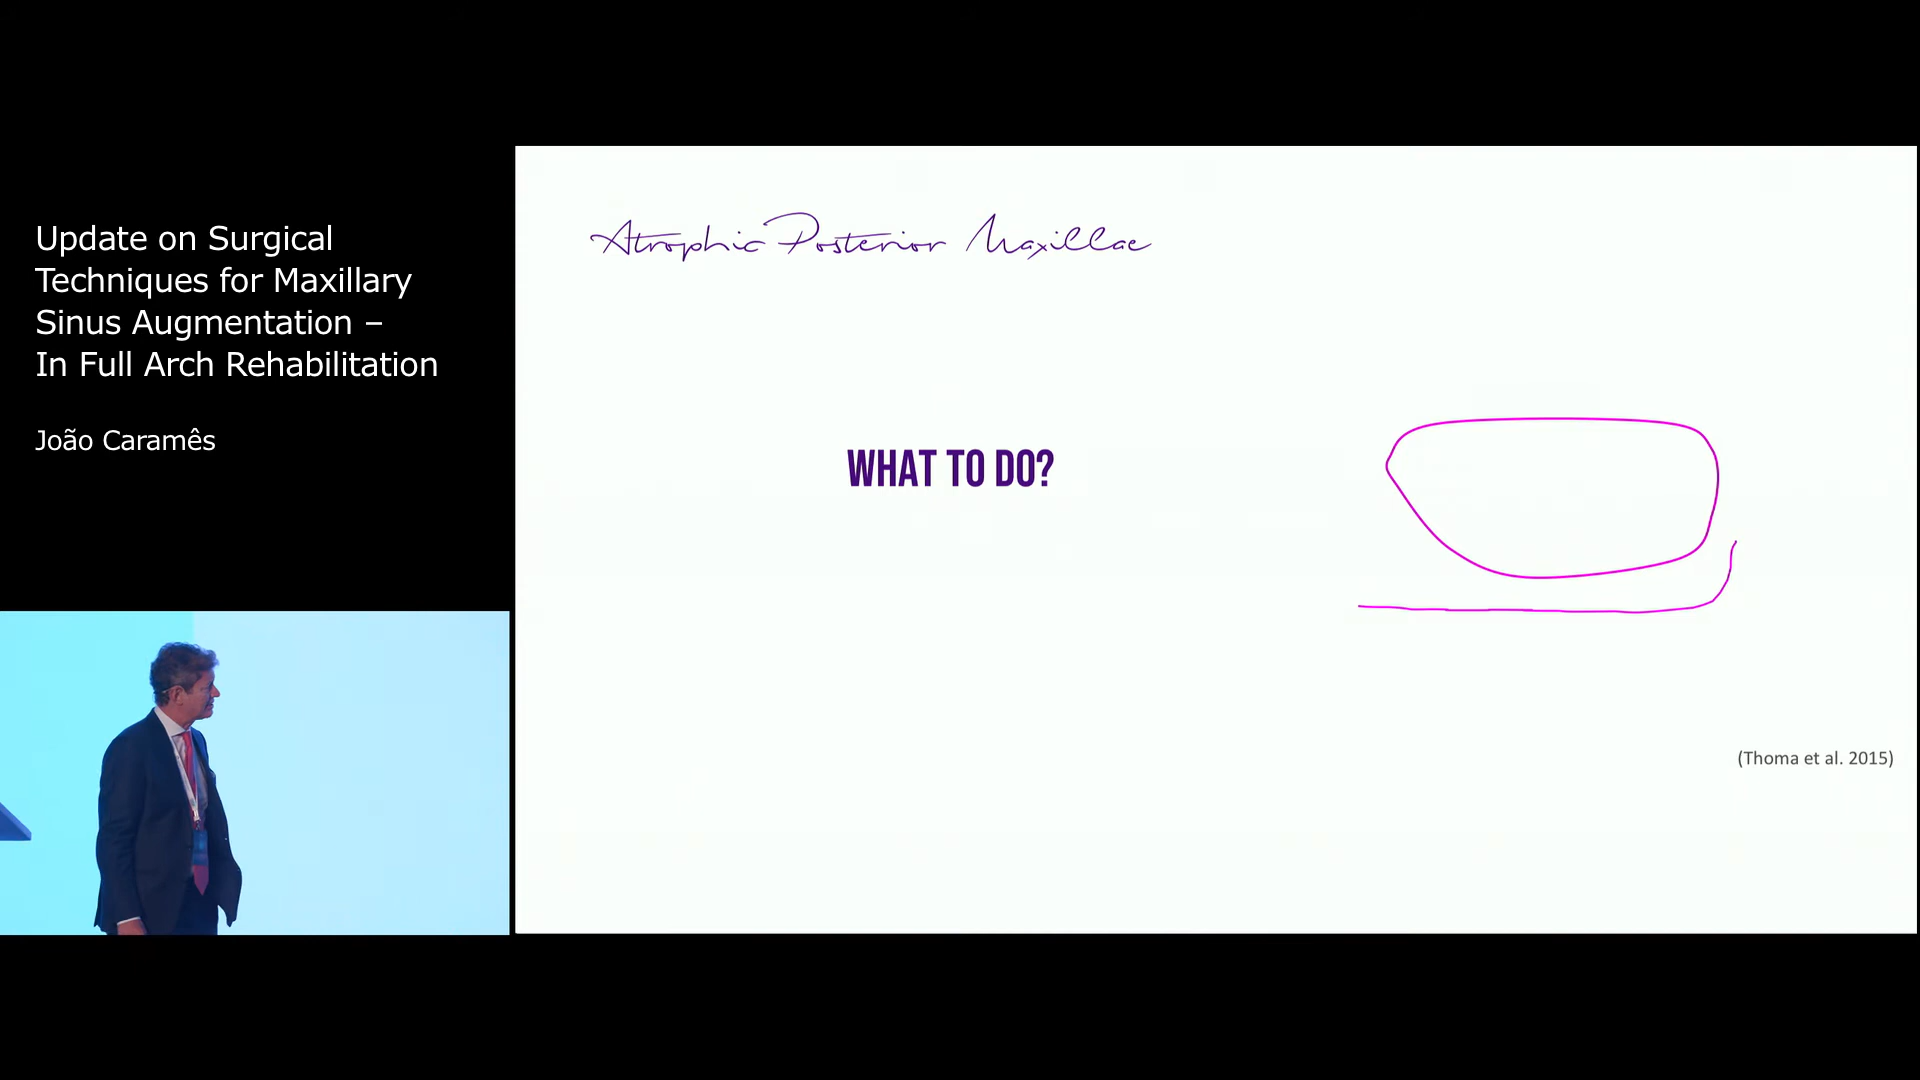 Update on Surgical
Techniques for Maxillary
Sinus Augmentation –
In Full Arch Rehabilitation
João Caramês
Atrophic Posterior Maxillae
WHAT TO DO?
(Thoma et al. 2015)